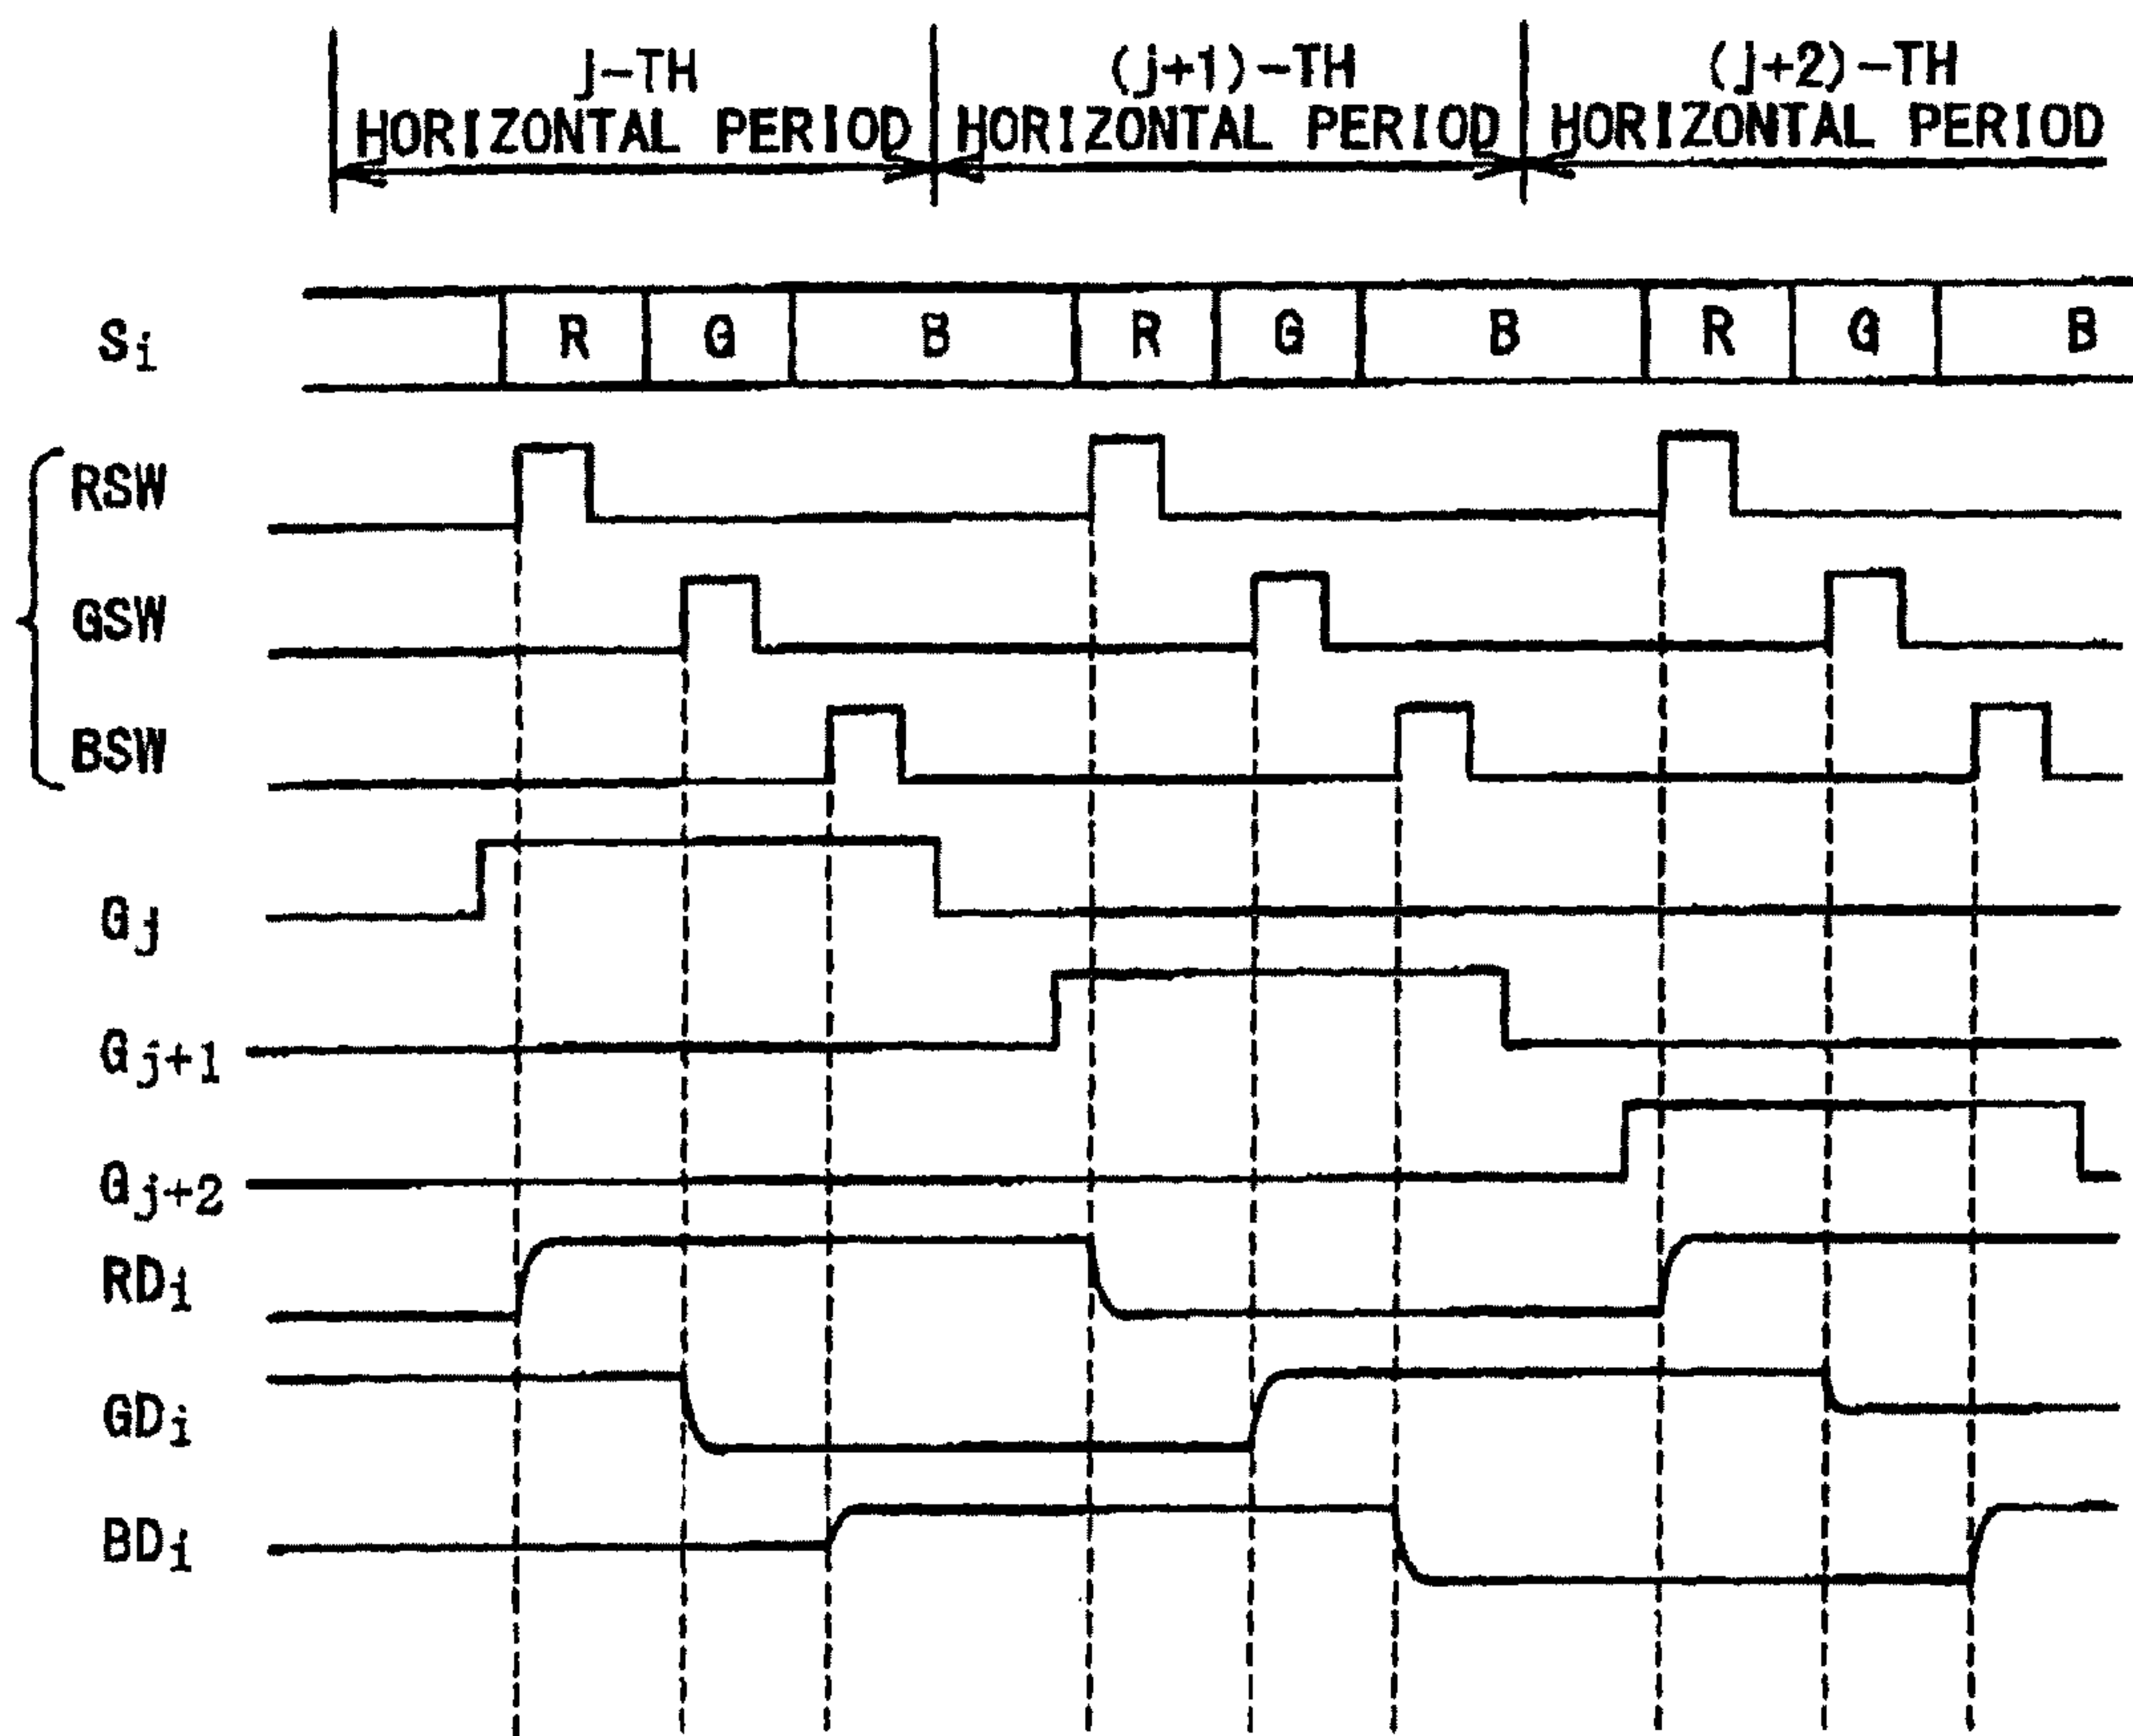 j-TH (j+1)-TH (j+2)-TH
HORIZONTAL PERIOD HORIZONTAL PERIOD HORIZONTAL PERIOD
Si R G B R G B R G B
RSW
GSW
BSW
Gj
Gj+1
Gj+2
RDi
GDi
BDi